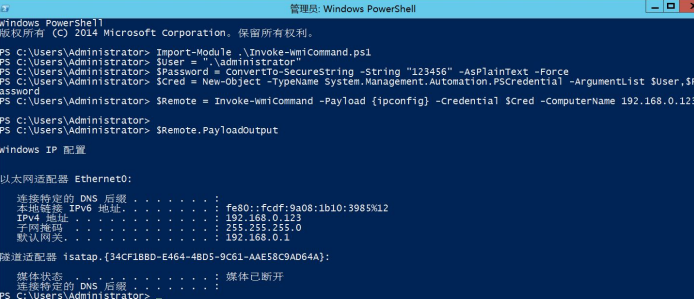 管理员: Windows PowerShell
Windows PowerShell
版权所有 (C) 2014 Microsoft Corporation。保留所有权利。
PS C:\Users\Administrator> Import-Module .\Invoke-WmiCommand.ps1
PS C:\Users\Administrator> $User = ".\administrator"
PS C:\Users\Administrator> $Password = ConvertTo-SecureString -String "123456" -AsPlainText -Force
PS C:\Users\Administrator> $Cred = New-Object -TypeName System.Management.Automation.PSCredential -ArgumentList $User,$P
assword
PS C:\Users\Administrator> $Remote = Invoke-WmiCommand -Payload {ipconfig} -Credential $Cred -ComputerName 192.168.0.123
PS C:\Users\Administrator>
PS C:\Users\Administrator> $Remote.PayloadOutput
Windows IP 配置
以太网适配器 Ethernet0:
连接特定的 DNS 后缀 . . . . . . . :
本地链接 IPv6 地址. . . . . . . . : fe80::fcdf:9a08:1b10:3985%12
IPv4 地址 . . . . . . . . . . . . : 192.168.0.123
子网掩码 . . . . . . . . . . . . : 255.255.255.0
默认网关. . . . . . . . . . . . . : 192.168.0.1
隧道适配器 isatap.{34CF1BBD-E464-4BD5-9C61-AAE58C9AD64A}:
媒体状态 . . . . . . . . . . . . : 媒体已断开
连接特定的 DNS 后缀 . . . . . . . :
PS C:\Users\Administrator> _